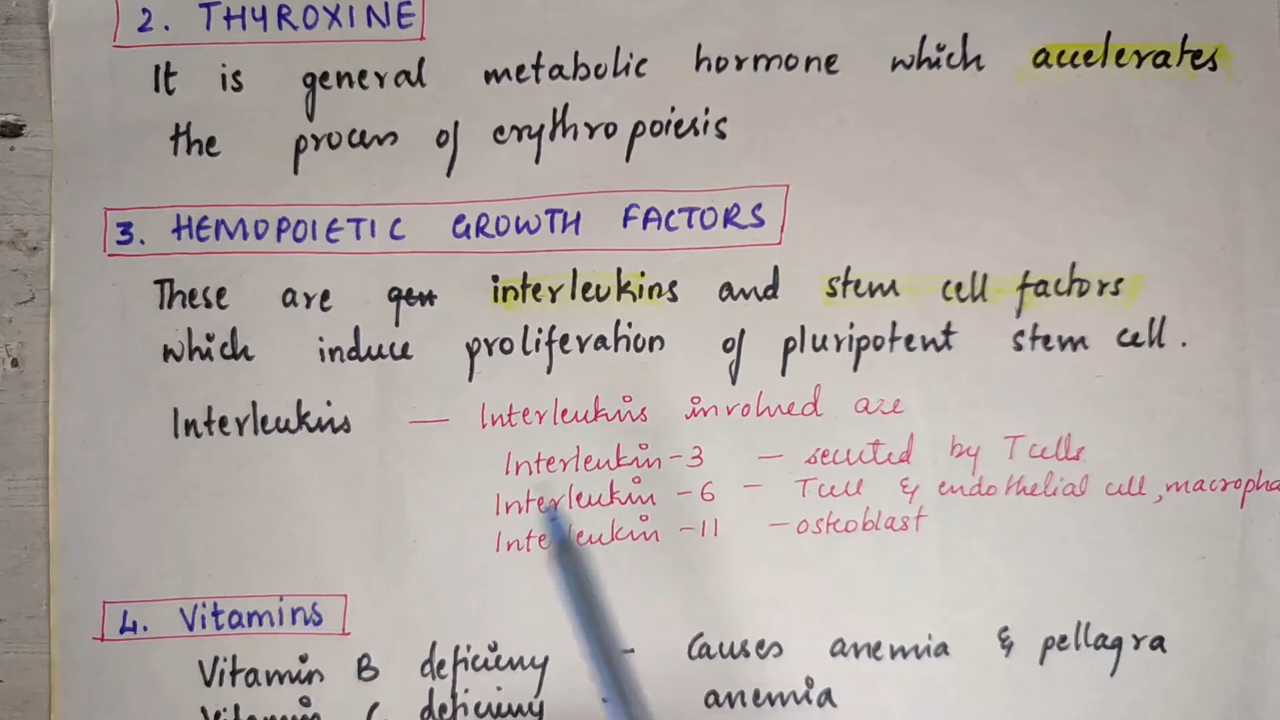 2. THYROXINE
It is general metabolic hormone which accelerates
the process of erythropoiesis
3. HEMOPOIETIC GROWTH FACTORS
These are gen interleukins and stem cell factors
which induce proliferation of pluripotent stem cell.
Interleukins — Interleukins involved are
Interleukin-3 — secreted by T cells
Interleukin -6 - T cell & endothelial cell, macropha
Interleukin -11 - osteoblast
4. Vitamins
Vitamin B deficieny - Causes anemia & pellagra
Vitamin C deficieny - anemia